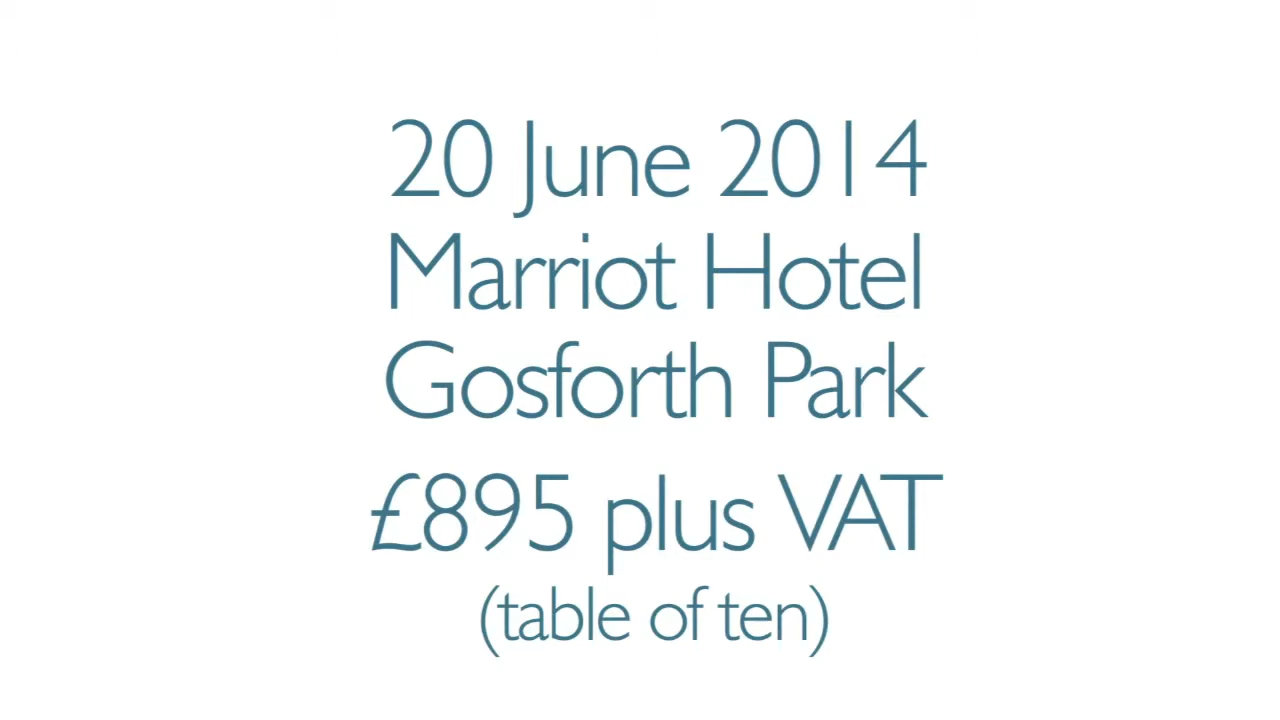 20 June 2014
Marriot Hotel
Gosforth Park
£895 plus VAT
(table of ten)